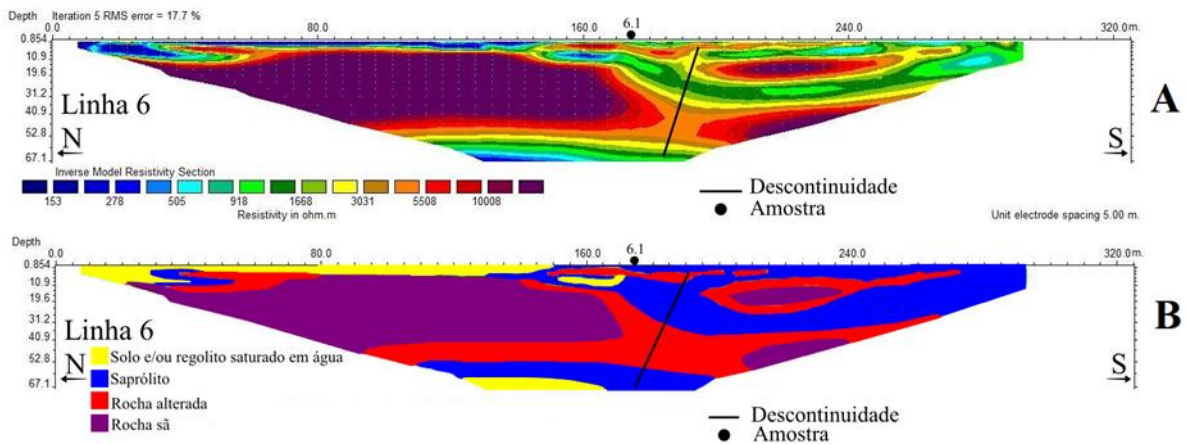 Depth Iteration 5 RMS error = 17.7 %
6.1
0.0 80.0 160.0 240.0 320.0 m.
0.854
10.9
19.6
31.2
40.9
52.8
67.1
Linha 6
N
S
A
Inverse Model Resistivity Section
153 278 505 918 1668 3031 5508 10008
Resistivity in ohm.m
Descontinuidade
Amostra
Unit electrode spacing 5.00 m.
Depth
6.1
0.0 80.0 160.0 240.0 320.0 m.
0.854
10.9
19.6
31.2
40.9
52.8
67.1
Linha 6
N
S
B
Solo e/ou regolito saturado em água
Saprólito
Rocha alterada
Rocha sã
Descontinuidade
Amostra